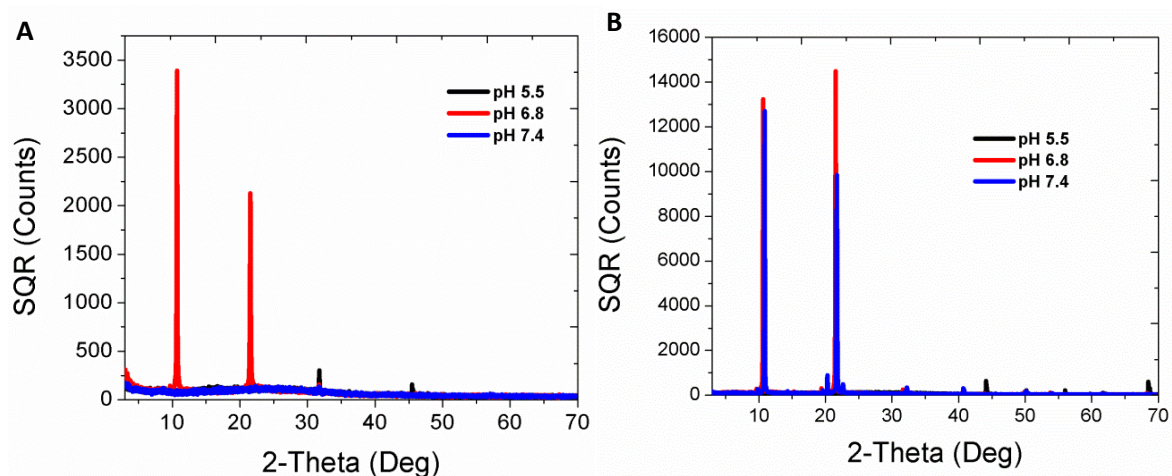 A
SQR (Counts)
3500
3000
2500
2000
1500
1000
500
0
pH 5.5
pH 6.8
pH 7.4
10 20 30 40 50 60 70
2-Theta (Deg)
B
SQR (Counts)
16000
14000
12000
10000
8000
6000
4000
2000
0
pH 5.5
pH 6.8
pH 7.4
10 20 30 40 50 60 70
2-Theta (Deg)